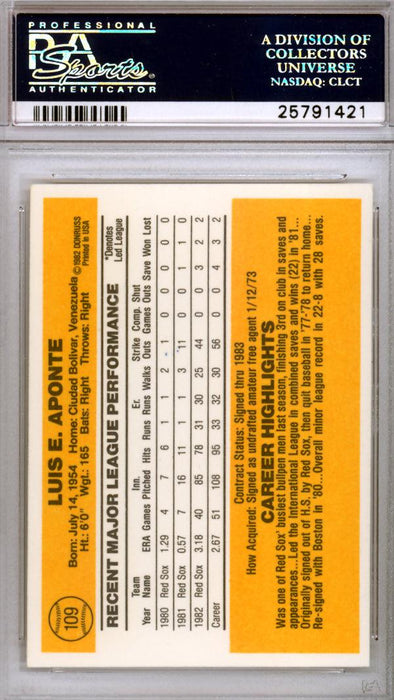 PROFESSIONAL
PSA
Sports
AUTHENTICATOR
A DIVISION OF
COLLECTORS
UNIVERSE
NASDAQ: CLCT
25791421
109
LUIS E. APONTE
Born: July 14, 1954 Home: Ciudad Bolivar, Venezuela
Ht.: 6'0" Wgt.: 165 Bats: Right Throws: Right
©1982 DONRUSS
Printed in USA
RECENT MAJOR LEAGUE PERFORMANCE
*Denotes
Led League
Team Inn. Er. Strike Comp. Shut
Year Name ERA Games Pitched Hits Runs Runs Walks Outs Games Outs Save Won Lost
1980 Red Sox 1.29 4 7 6 1 1 2 1 0 0 0 0 0
1981 Red Sox 0.57 7 16 11 1 1 3 11 0 0 1 1 0
1982 Red Sox 3.18 40 85 78 31 30 25 44 0 0 3 2 2
Career 2.67 51 108 95 33 32 30 56 0 0 4 3 2
Contract Status: Signed thru 1983
How Acquired: Signed as undrafted amateur free agent 1/12/73
CAREER HIGHLIGHTS
Was one of Red Sox' busiest bullpen men last season, finishing 3rd on club in saves and
appearances...Led the International League in combined saves and wins (22) in '81...
Originally signed out of H.S. by Red Sox, then quit baseball in '77-'78 to return home...
Re-signed with Boston in '80...Overall minor league record in 22-8 with 28 saves.